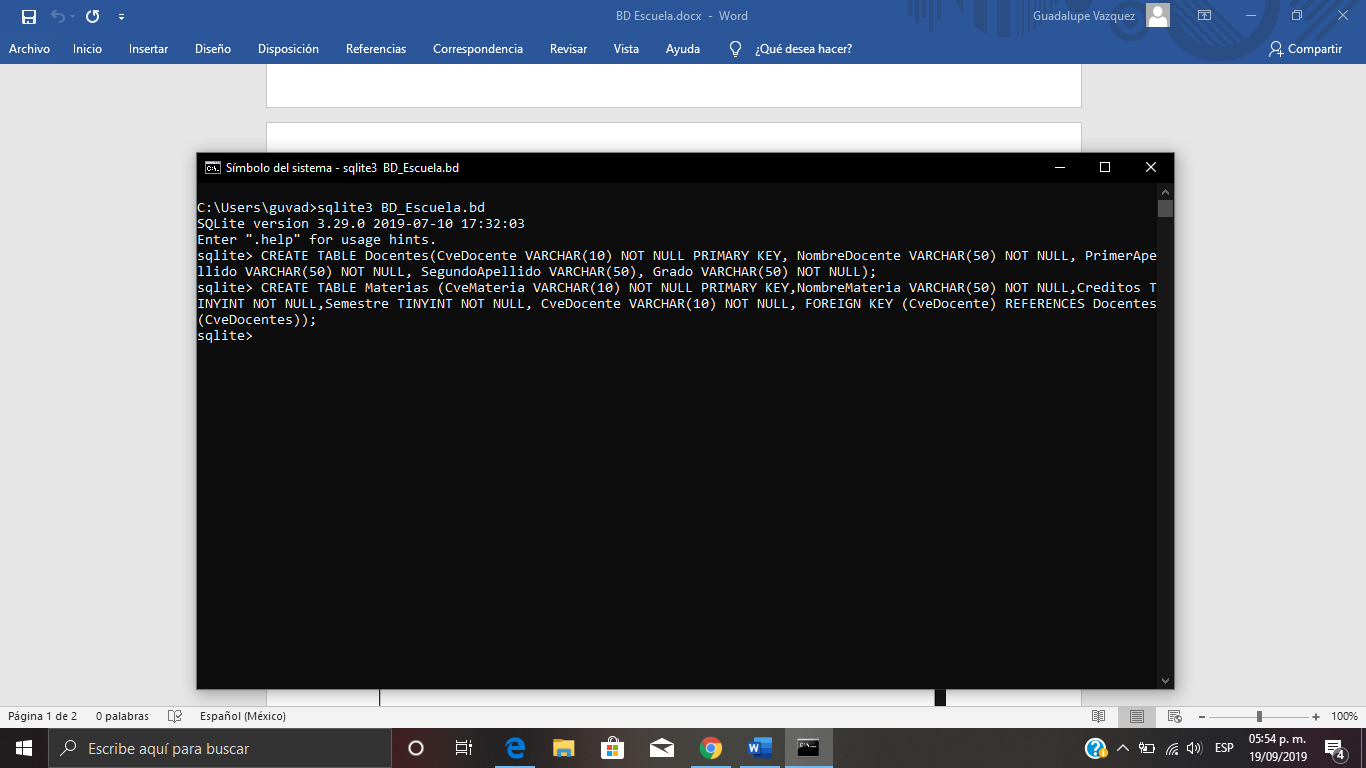 BD Escuela.docx - Word
Guadalupe Vazquez
Archivo Inicio Insertar Diseño Disposición Referencias Correspondencia Revisar Vista Ayuda ¿Qué desea hacer? Compartir
Símbolo del sistema - sqlite3 BD_Escuela.bd
C:\Users\guvad>sqlite3 BD_Escuela.bd
SQLite version 3.29.0 2019-07-10 17:32:03
Enter ".help" for usage hints.
sqlite> CREATE TABLE Docentes(CveDocente VARCHAR(10) NOT NULL PRIMARY KEY, NombreDocente VARCHAR(50) NOT NULL, PrimerApe
llido VARCHAR(50) NOT NULL, SegundoApellido VARCHAR(50), Grado VARCHAR(50) NOT NULL);
sqlite> CREATE TABLE Materias (CveMateria VARCHAR(10) NOT NULL PRIMARY KEY,NombreMateria VARCHAR(50) NOT NULL,Creditos T
INYINT NOT NULL,Semestre TINYINT NOT NULL, CveDocente VARCHAR(10) NOT NULL, FOREIGN KEY (CveDocente) REFERENCES Docentes
(CveDocentes));
sqlite>
Página 1 de 2 0 palabras Español (México) 100%
Escribe aquí para buscar
ESP
05:54 p. m.
19/09/2019
4